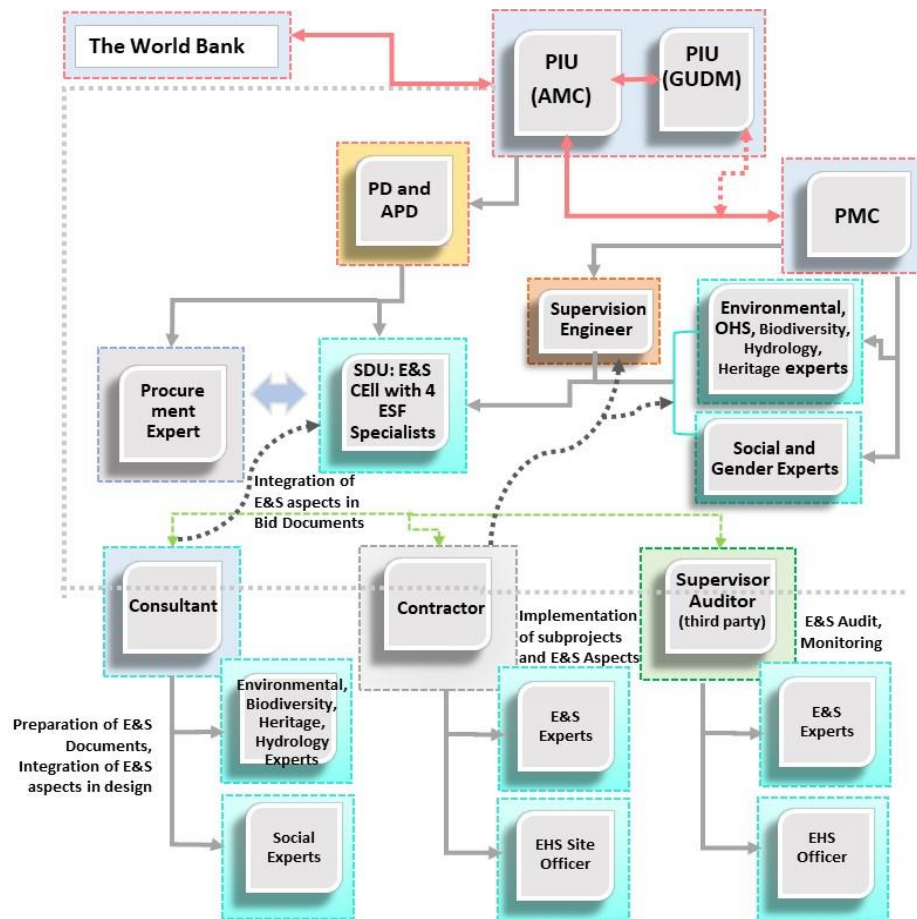 The World Bank
PIU
(AMC)
PIU
(GUDM)
PD and
APD
PMC
Supervision
Engineer
Environmental,
OHS, Biodiversity,
Hydrology,
Heritage experts
Procure
ment
Expert
SDU: E&S
CEll with 4
ESF
Specialists
Social and
Gender Experts
Integration of
E&S aspects in
Bid Documents
Consultant
Contractor
Supervisor
Auditor
(third party)
Implementation
of subprojects
and E&S Aspects
E&S Audit,
Monitoring
Environmental,
Biodiversity,
Heritage,
Hydrology
Experts
Preparation of E&S
Documents,
Integration of E&S
aspects in design
E&S
Experts
E&S
Experts
Social
Experts
EHS Site
Officer
EHS
Officer